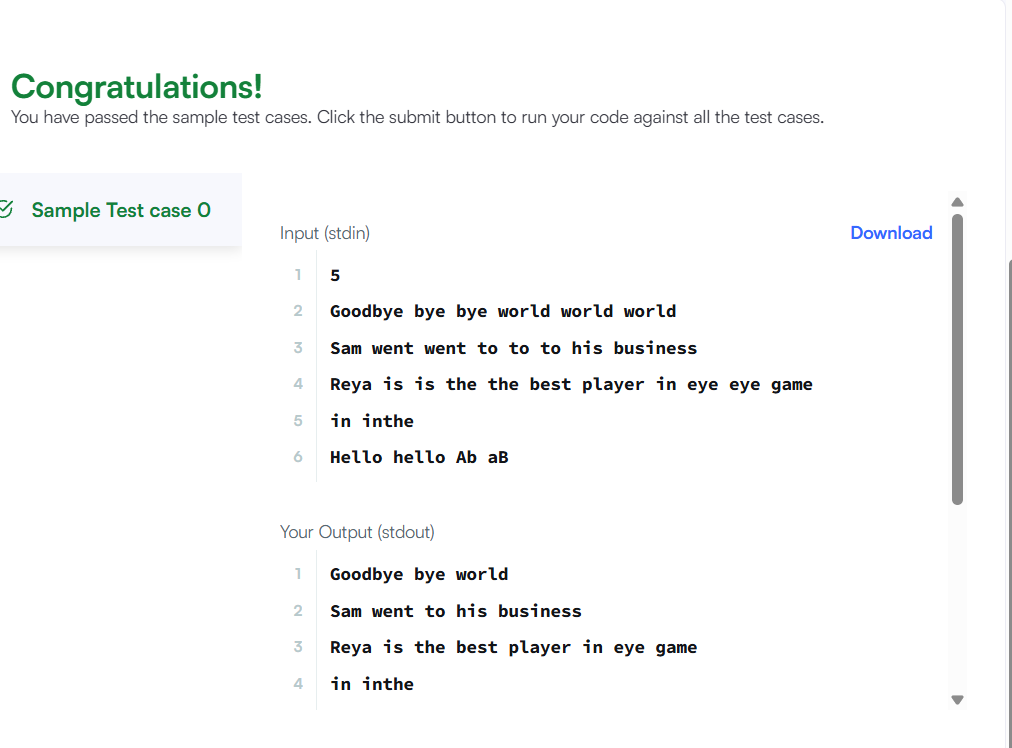 Congratulations!
You have passed the sample test cases. Click the submit button to run your code against all the test cases.
Sample Test case 0
Input (stdin)
Download
1 5
2 Goodbye bye bye world world world
3 Sam went went to to to his business
4 Reya is is the the best player in eye eye game
5 in inthe
6 Hello hello Ab aB
Your Output (stdout)
1 Goodbye bye world
2 Sam went to his business
3 Reya is the best player in eye game
4 in inthe